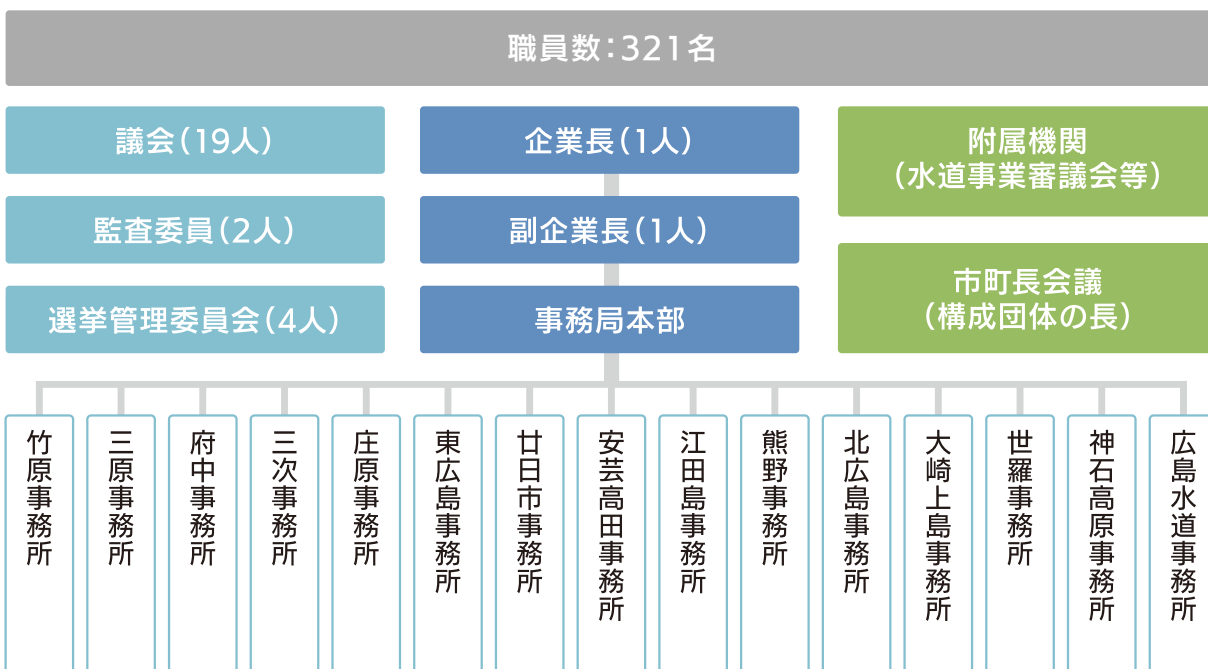 職員数：321名
議会（19人）
監査委員（2人）
選挙管理委員会（4人）
企業長（1人）
副企業長（1人）
事務局本部
附属機関
（水道事業審議会等）
市町長会議
（構成団体の長）
竹原事務所
三原事務所
府中事務所
三次事務所
庄原事務所
東広島事務所
廿日市事務所
安芸高田事務所
江田島事務所
熊野事務所
北広島事務所
大崎上島事務所
世羅事務所
神石高原事務所
広島水道事務所